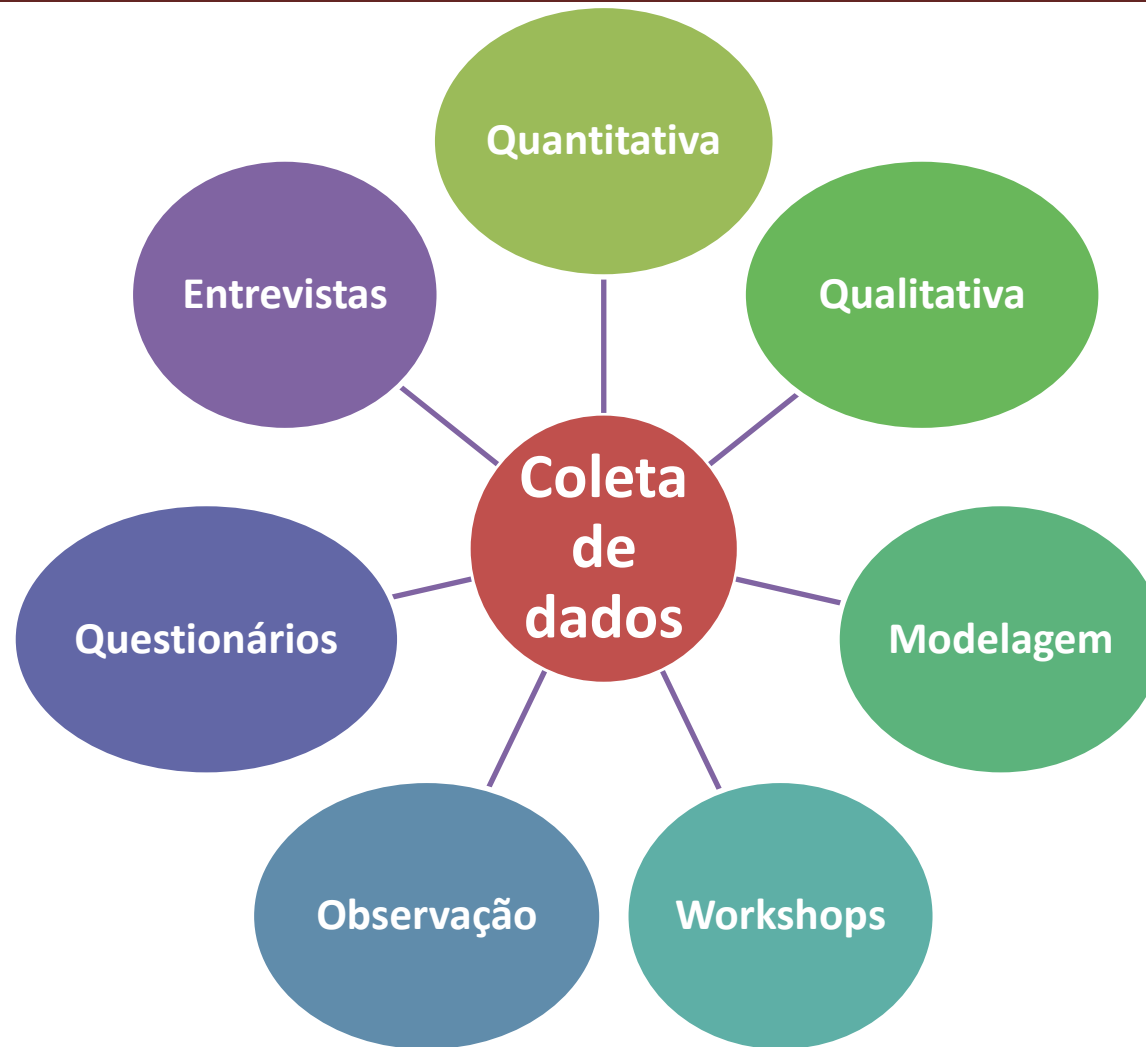 Quantitativa
Entrevistas
Qualitativa
Coleta
de
dados
Questionários
Modelagem
Observação
Workshops